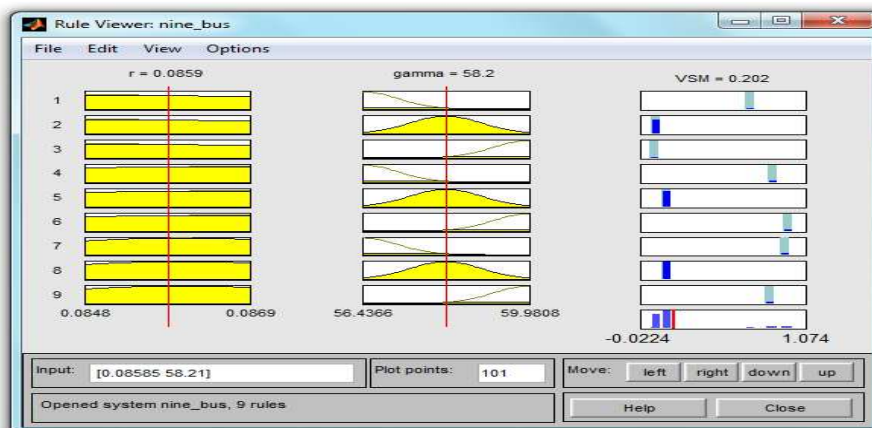 Rule Viewer: nine_bus
File Edit View Options
r = 0.0859 gamma = 58.2 VSM = 0.202
1
2
3
4
5
6
7
8
9
0.0848 0.0869 56.4366 59.9808
-0.0224 1.074
Input: [0.08585 58.21] Plot points: 101 Move: left right down up
Opened system nine_bus, 9 rules Help Close